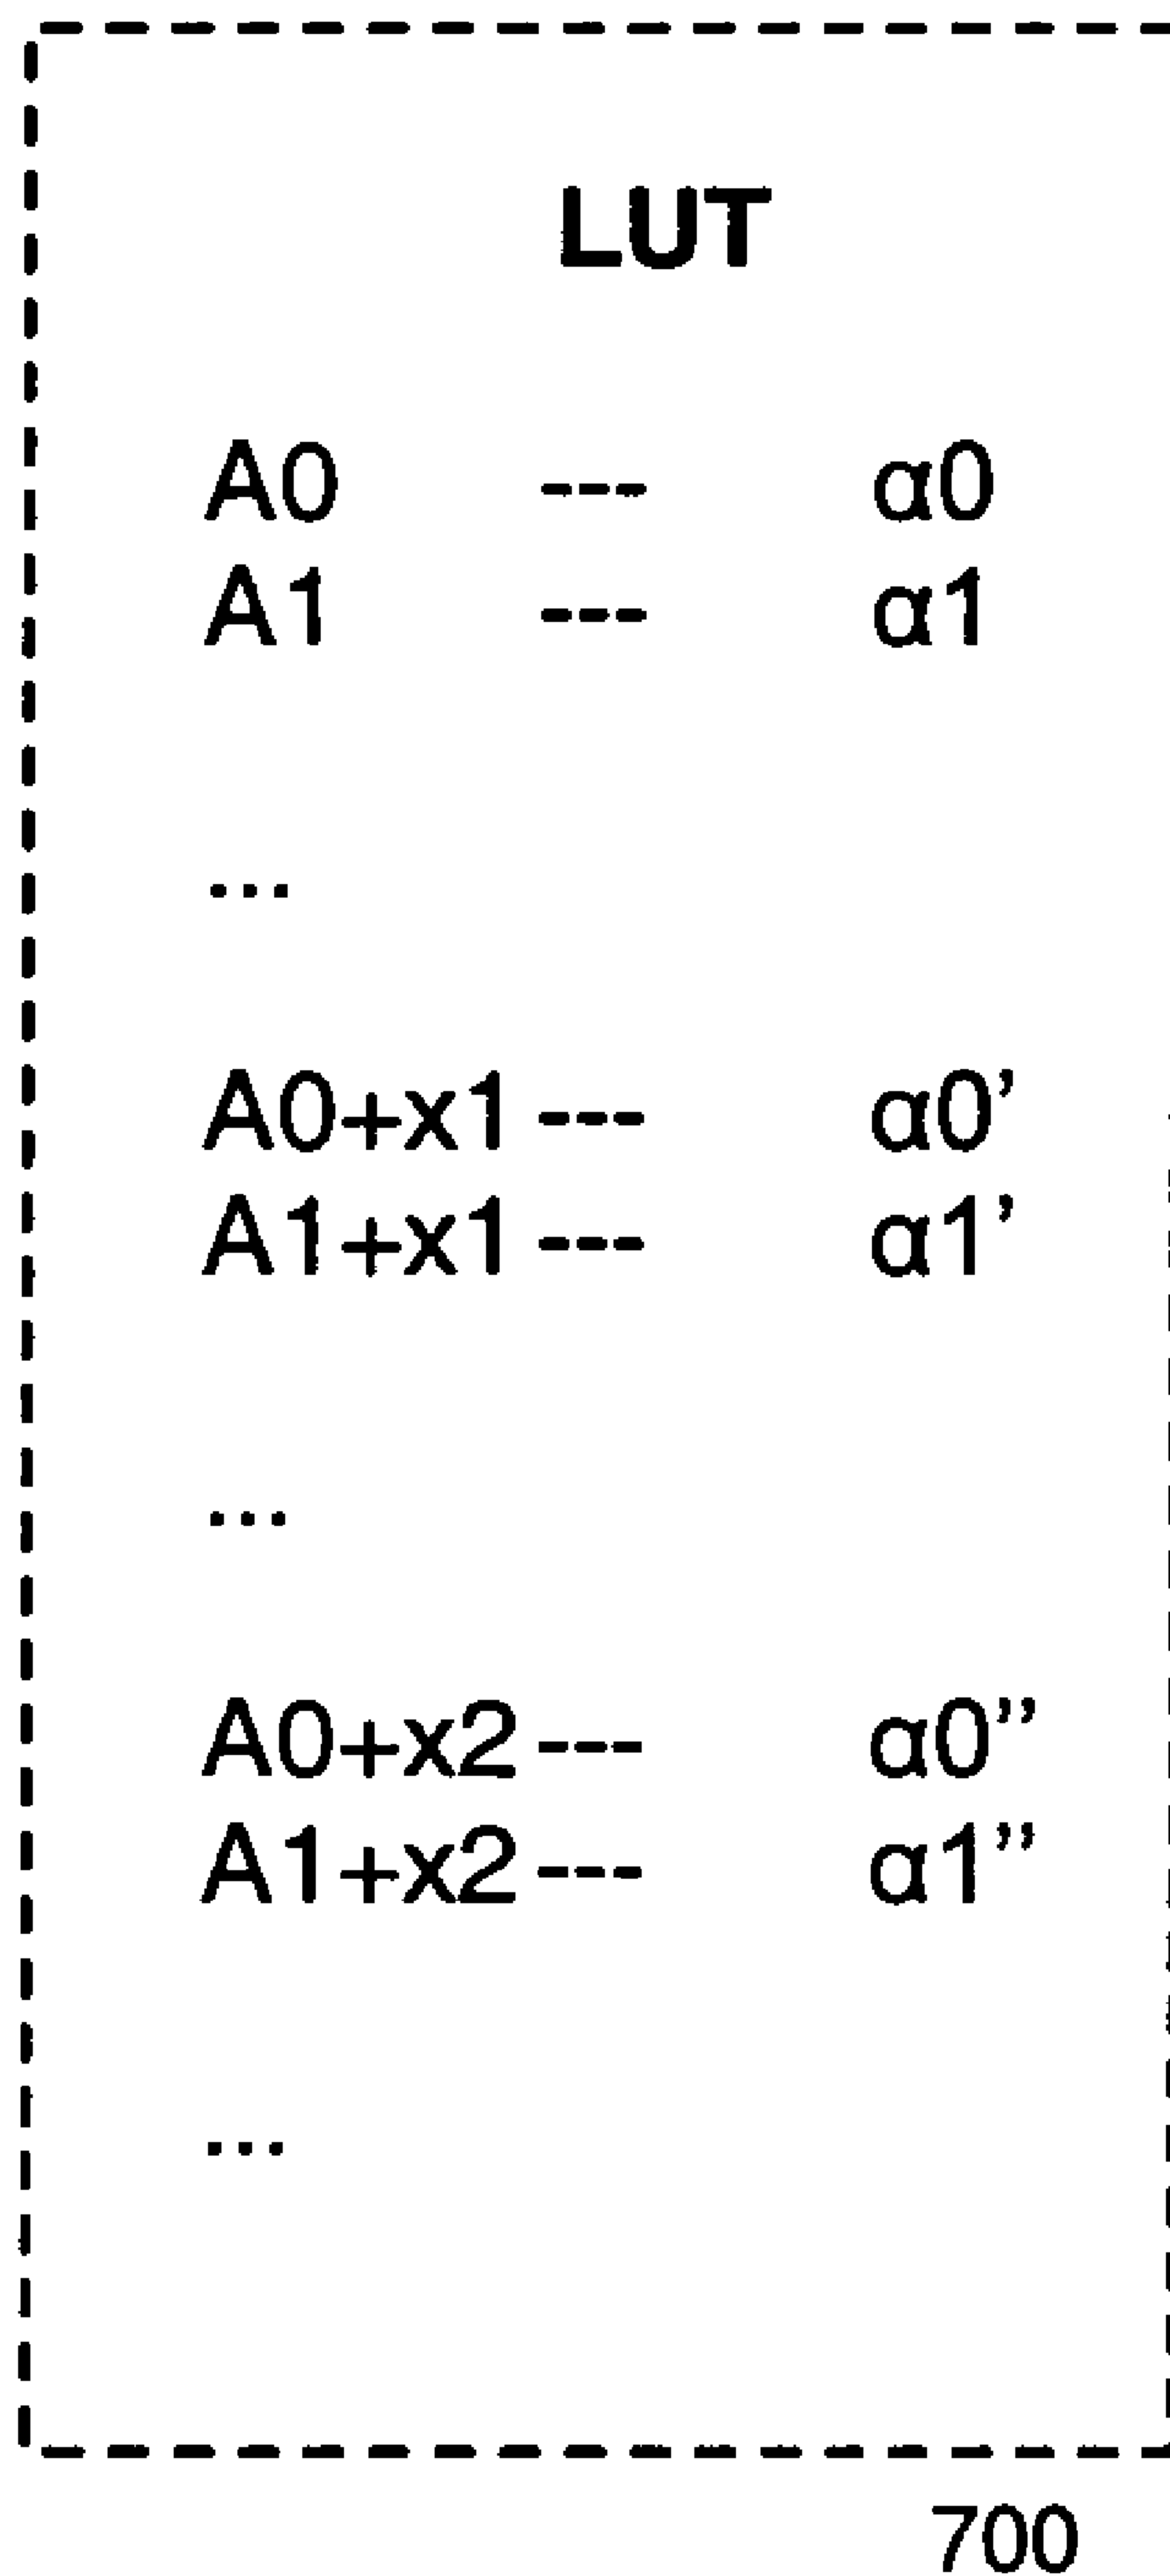 LUT
A0 --- α0
A1 --- α1
...
A0+x1 --- α0’
A1+x1 --- α1’
...
A0+x2 --- α0”
A1+x2 --- α1”
...
700